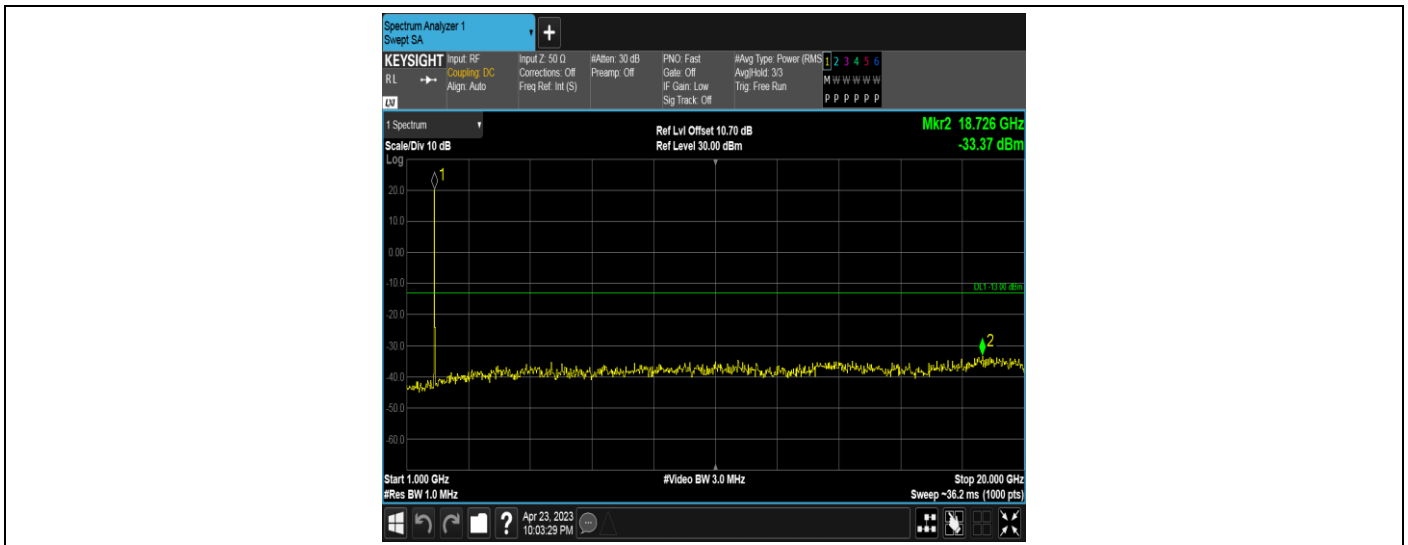 Spectrum Analyzer 1
Swept SA
+
KEYSIGHT
RL
LXI
Input: RF
Coupling: DC
Align: Auto
Input Z: 50 Ω
Corrections: Off
Freq Ref: Int (S)
#Atten: 30 dB
Preamp: Off
PNO: Fast
Gate: Off
IF Gain: Low
Sig Track: Off
#Avg Type: Power (RMS
Avg|Hold: 3/3
Trig: Free Run
1 2 3 4 5 6
M W W W W W
P P P P P P
1 Spectrum
Scale/Div 10 dB
Log
Ref Lvl Offset 10.70 dB
Ref Level 30.00 dBm
Mkr2 18.726 GHz
-33.37 dBm
1
20.0
10.0
0.00
-10.0
DL1 -13.00 dBm
-20.0
-30.0
2
-40.0
-50.0
-60.0
Start 1.000 GHz
#Res BW 1.0 MHz
#Video BW 3.0 MHz
Stop 20.000 GHz
Sweep ~36.2 ms (1000 pts)
?
Apr 23, 2023
10:03:29 PM